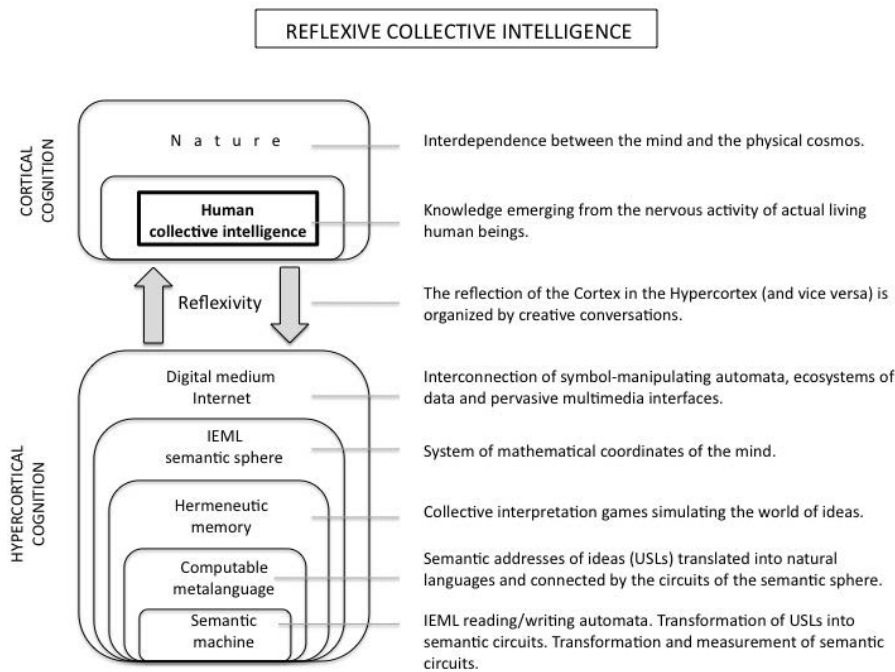 REFLEXIVE COLLECTIVE INTELLIGENCE
CORTICAL
COGNITION
N a t u r e
Interdependence between the mind and the physical cosmos.
Human
collective intelligence
Knowledge emerging from the nervous activity of actual living
human beings.
Reflexivity
The reflection of the Cortex in the Hypercortex (and vice versa) is
organized by creative conversations.
HYPERCORTICAL
COGNITION
Digital medium
Internet
Interconnection of symbol-manipulating automata, ecosystems of
data and pervasive multimedia interfaces.
IEML
semantic sphere
System of mathematical coordinates of the mind.
Hermeneutic
memory
Collective interpretation games simulating the world of ideas.
Computable
metalanguage
Semantic addresses of ideas (USLs) translated into natural
languages and connected by the circuits of the semantic sphere.
Semantic
machine
IEML reading/writing automata. Transformation of USLs into
semantic circuits. Transformation and measurement of semantic
circuits.